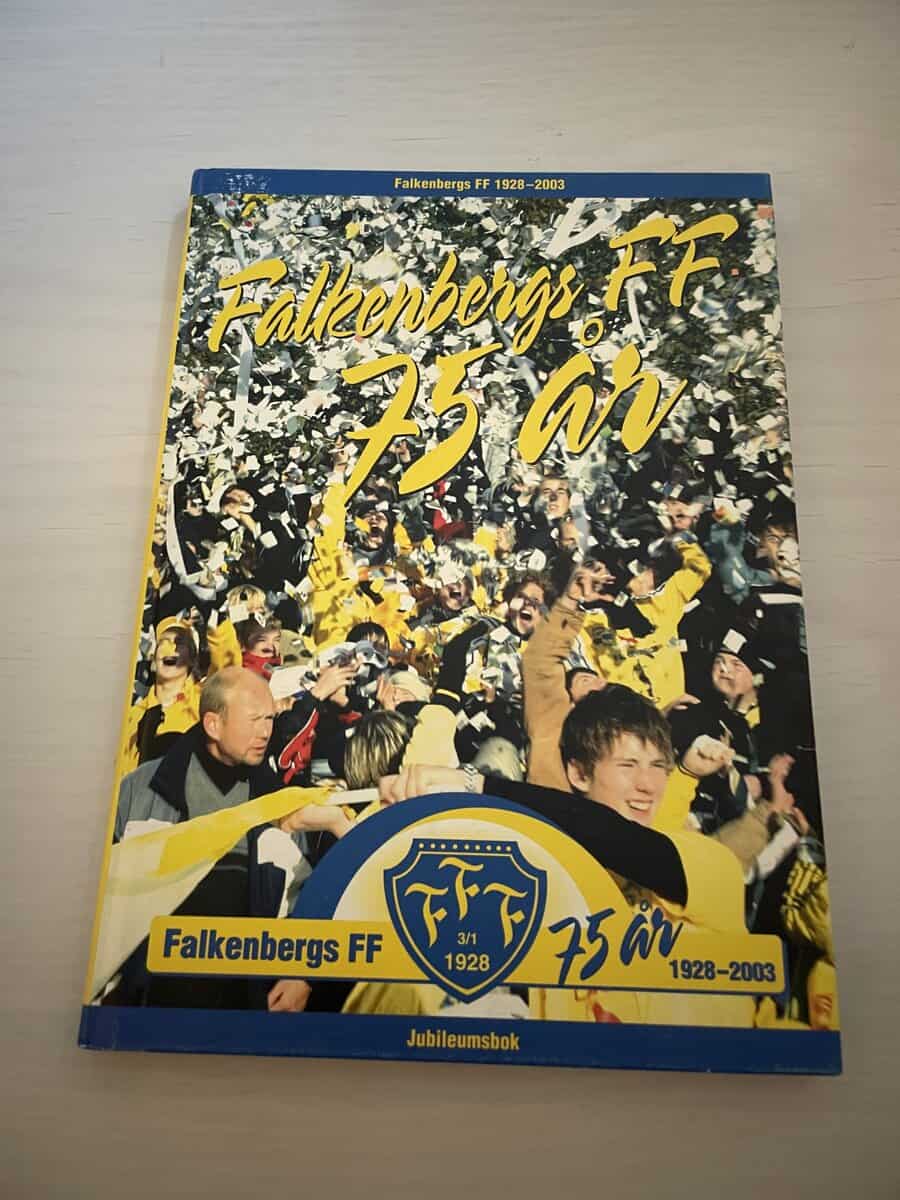 Falkenbergs FF 1928–2003
Falkenbergs FF
75 år
FFF
3/1
1928
Falkenbergs FF
75 år
1928–2003
Jubileumsbok